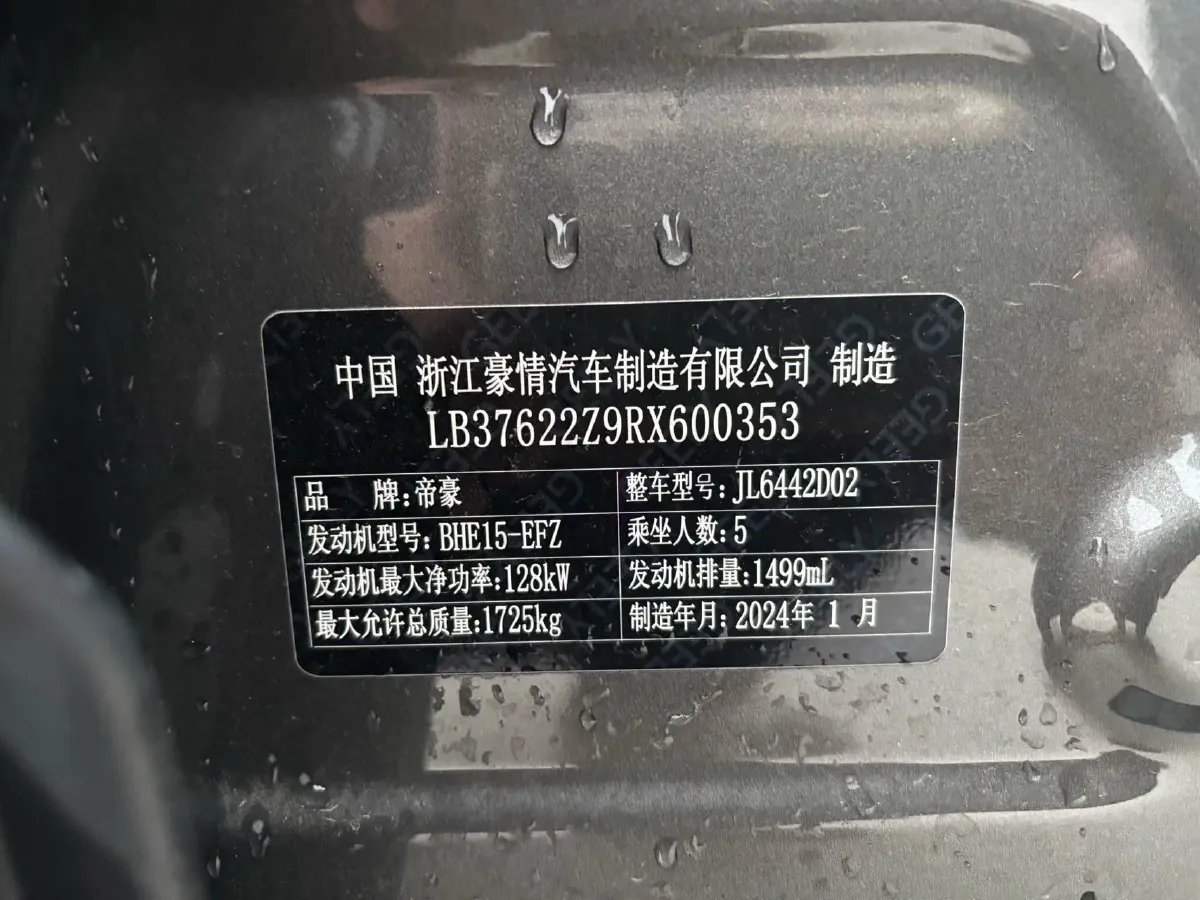 中国 浙江豪情汽车制造有限公司 制造
LB37622Z9RX600353
品 牌:帝豪 整车型号:JL6442D02
发动机型号:BHE15-EFZ 乘坐人数:5
发动机最大净功率:128kW 发动机排量:1499mL
最大允许总质量:1725kg 制造年月:2024年 1 月
GEELY